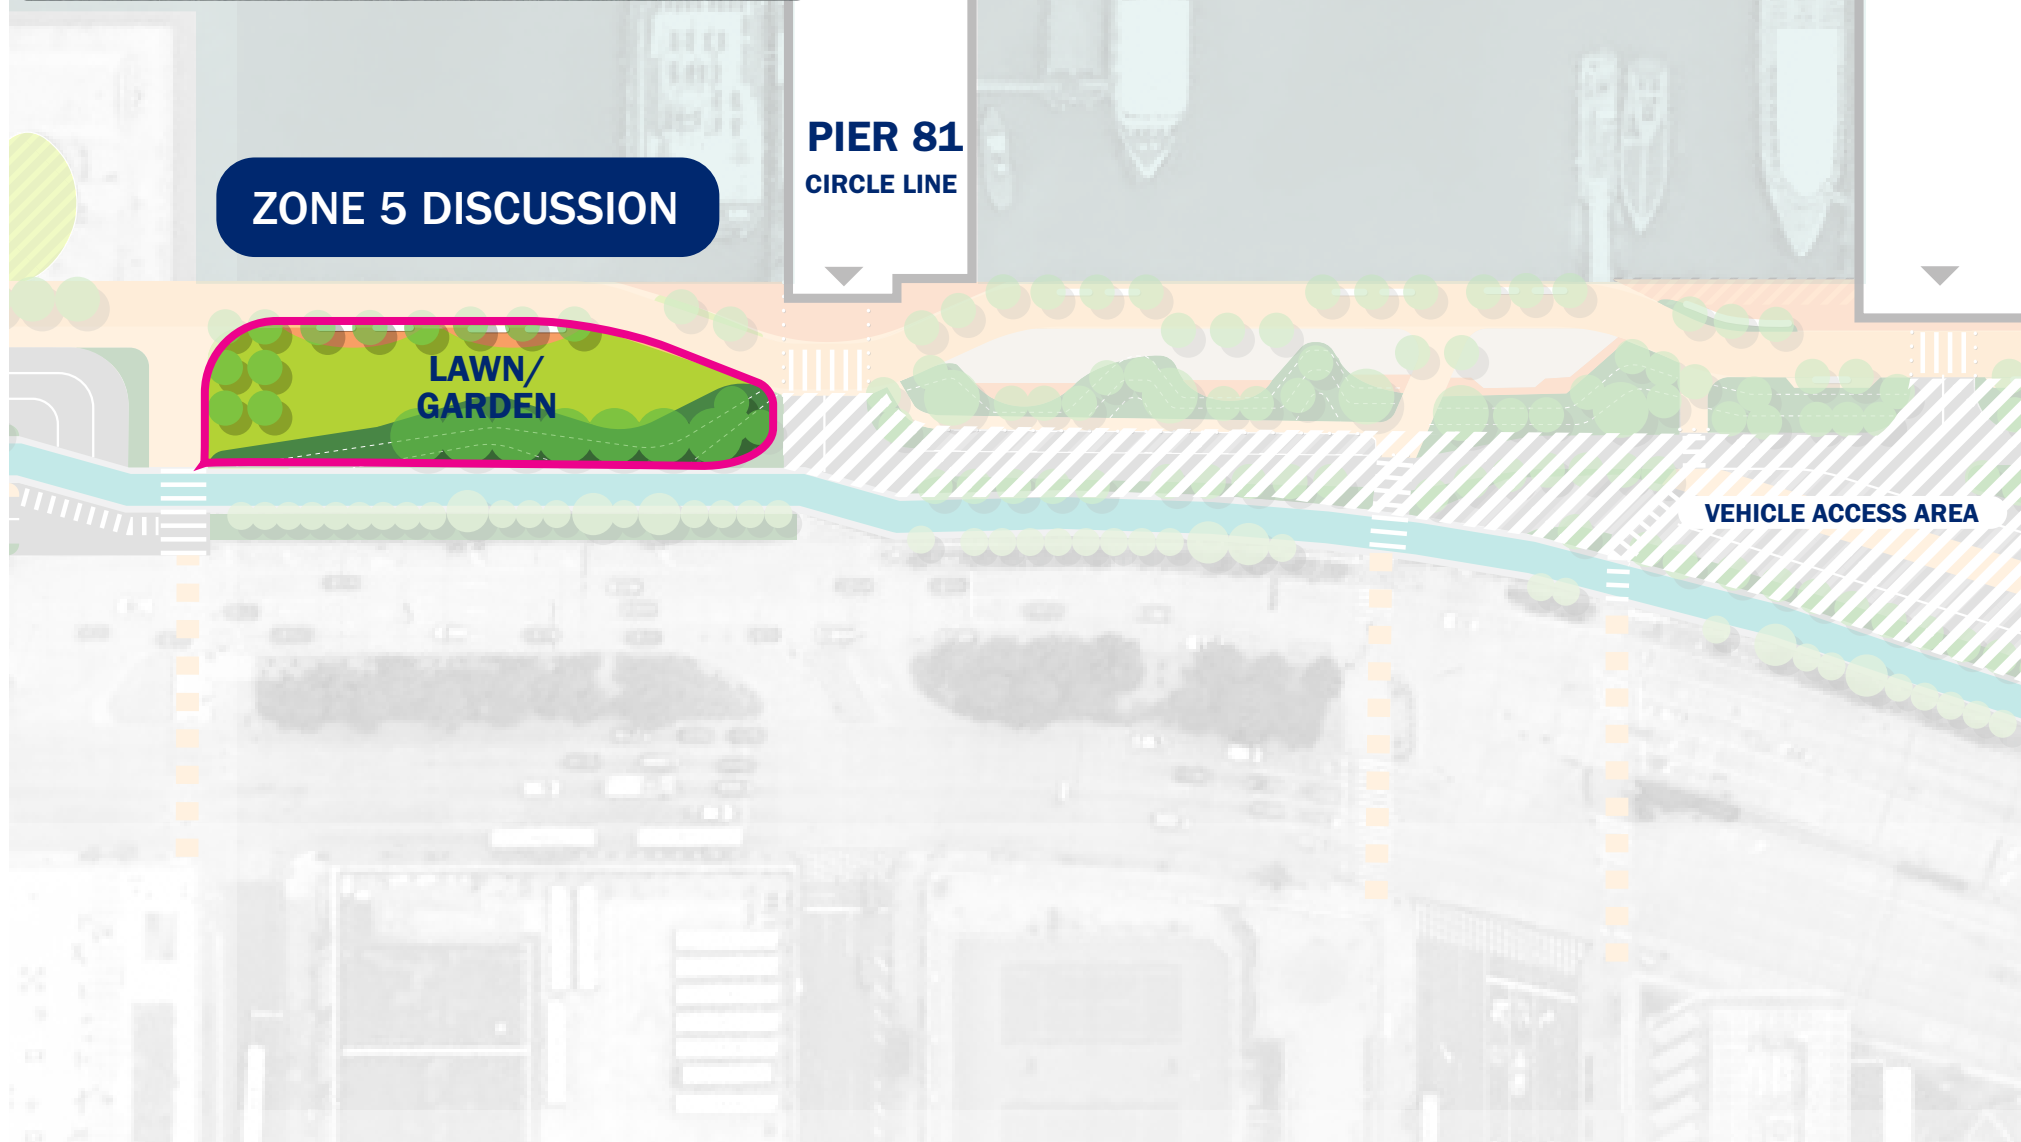 PIER 81
CIRCLE LINE
ZONE 5 DISCUSSION
LAWN/
GARDEN
VEHICLE ACCESS AREA